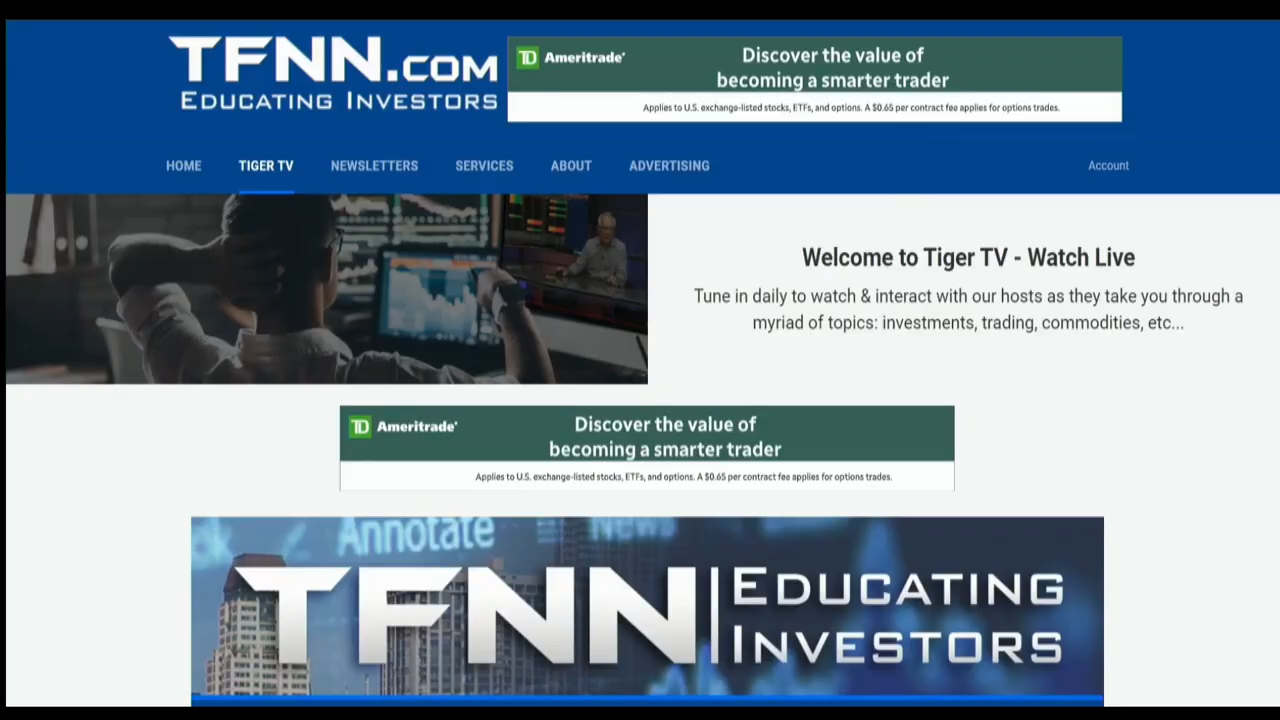 TFNN.COM
EDUCATING INVESTORS
TD Ameritrade®
Discover the value of
becoming a smarter trader
Applies to U.S. exchange-listed stocks, ETFs, and options. A $0.65 per contract fee applies for options trades.
HOME TIGER TV NEWSLETTERS SERVICES ABOUT ADVERTISING Account
Welcome to Tiger TV - Watch Live
Tune in daily to watch & interact with our hosts as they take you through a
myriad of topics: investments, trading, commodities, etc...
TD Ameritrade®
Discover the value of
becoming a smarter trader
Applies to U.S. exchange-listed stocks, ETFs, and options. A $0.65 per contract fee applies for options trades.
Annotate News
TFNN EDUCATING
INVESTORS